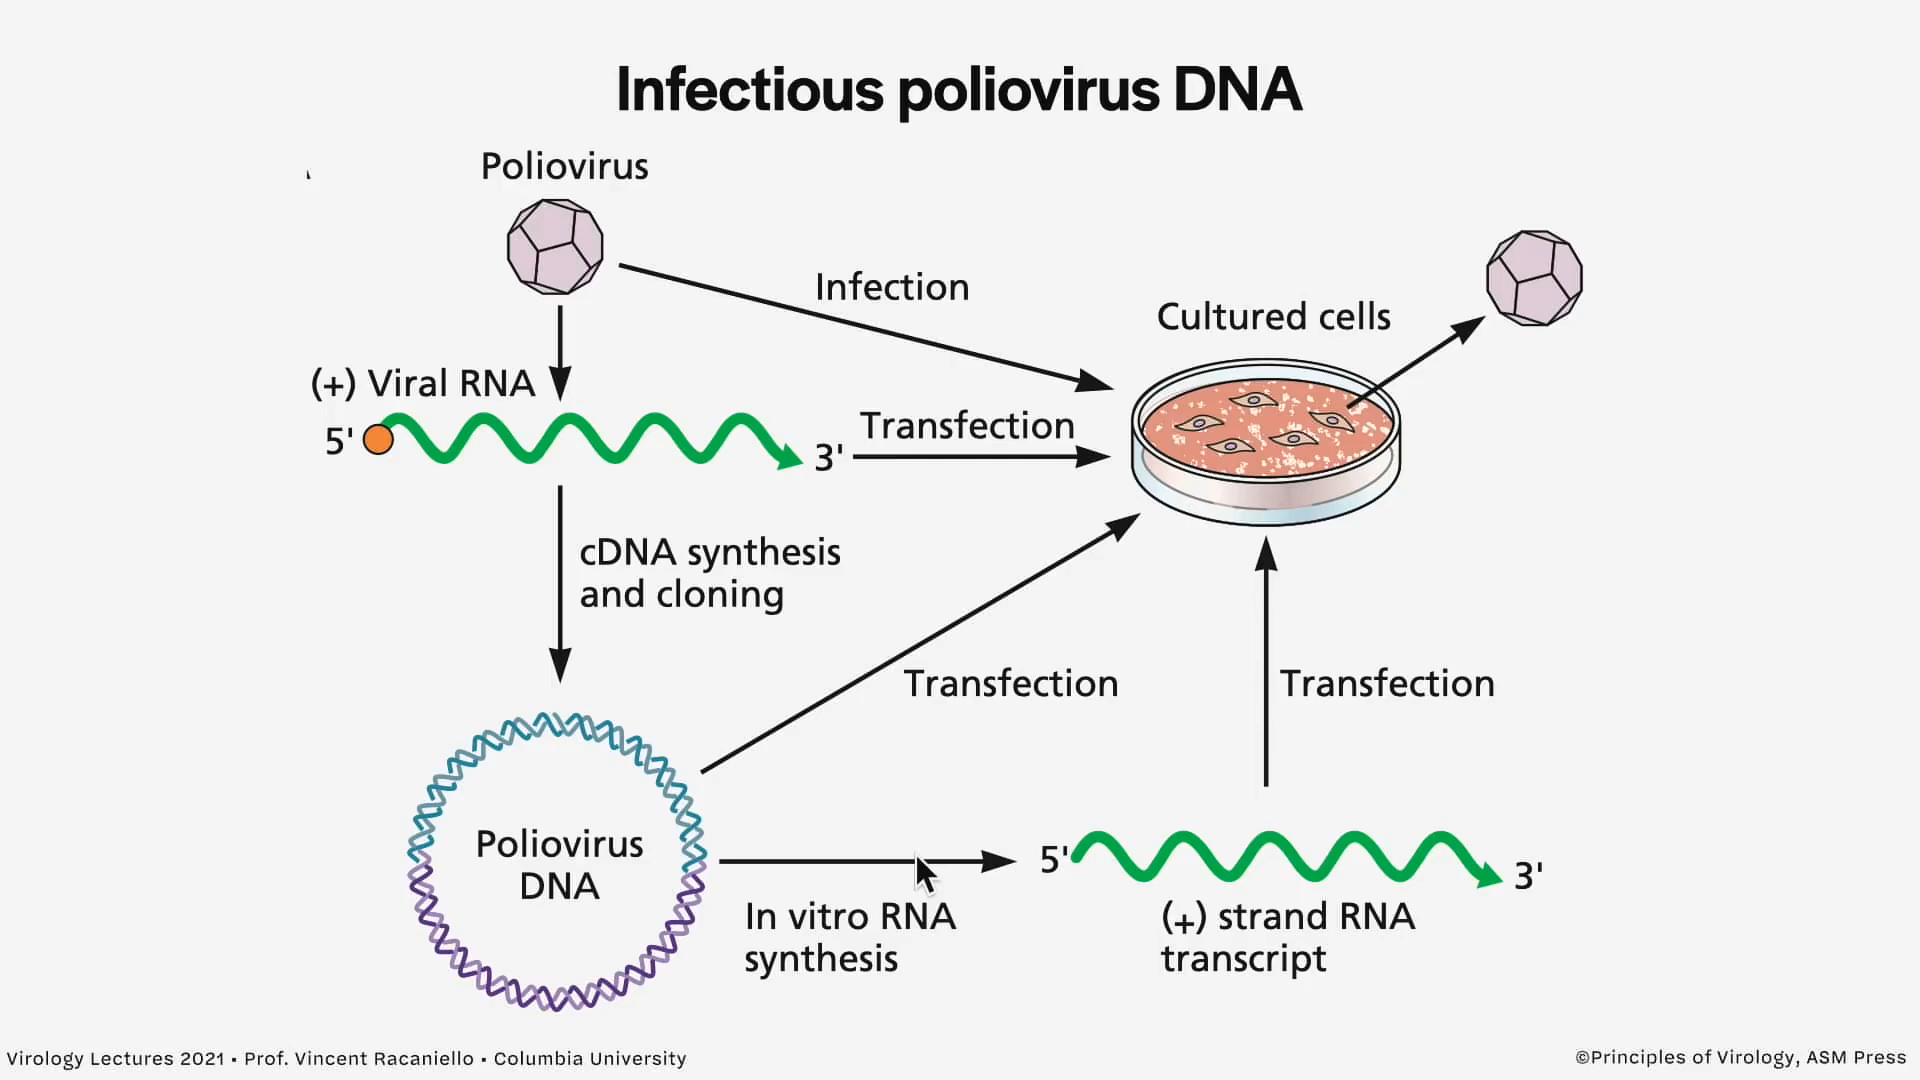 Infectious poliovirus DNA
Poliovirus
Infection
Cultured cells
(+) Viral RNA
5'
3'
Transfection
cDNA synthesis
and cloning
Transfection
Transfection
Poliovirus
DNA
5'
3'
In vitro RNA
synthesis
(+) strand RNA
transcript
Virology Lectures 2021 • Prof. Vincent Racaniello • Columbia University
©Principles of Virology, ASM Press